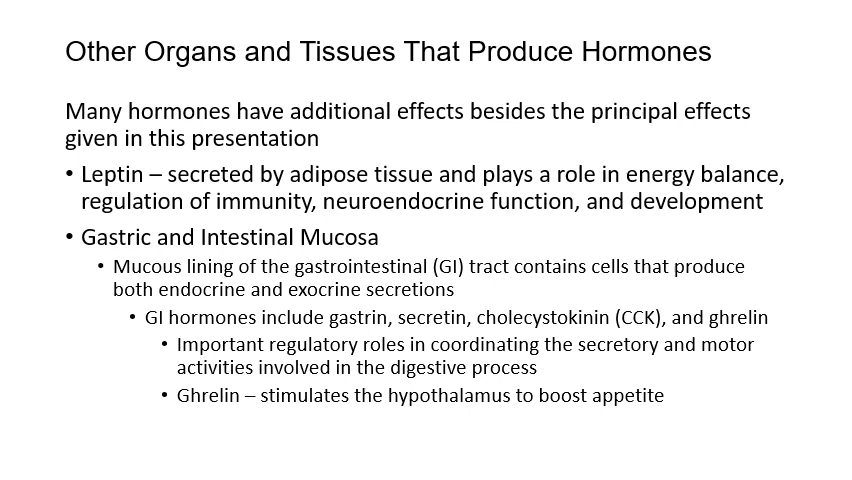 Other Organs and Tissues That Produce Hormones
Many hormones have additional effects besides the principal effects
given in this presentation
• Leptin – secreted by adipose tissue and plays a role in energy balance,
regulation of immunity, neuroendocrine function, and development
• Gastric and Intestinal Mucosa
• Mucous lining of the gastrointestinal (GI) tract contains cells that produce
both endocrine and exocrine secretions
• GI hormones include gastrin, secretin, cholecystokinin (CCK), and ghrelin
• Important regulatory roles in coordinating the secretory and motor
activities involved in the digestive process
• Ghrelin – stimulates the hypothalamus to boost appetite